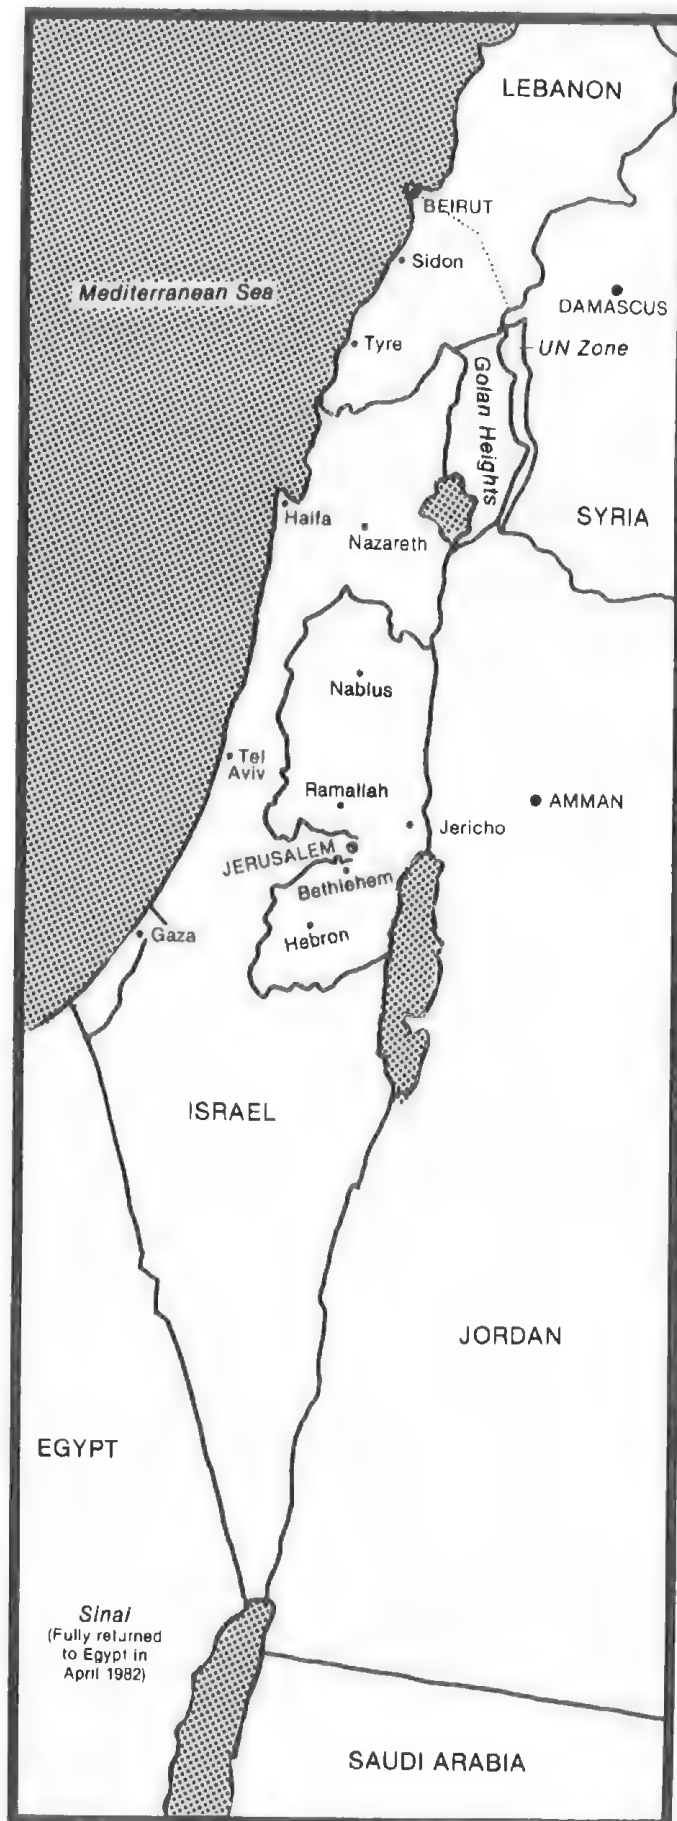 LEBANON
BEIRUT
Sidon
Mediterranean Sea
DAMASCUS
Tyre
UN Zone
Golan Heights
Haifa
SYRIA
Nazareth
Nablus
Tel
Aviv
Ramallah
AMMAN
Jericho
JERUSALEM
Bethlehem
Gaza
Hebron
ISRAEL
JORDAN
EGYPT
Sinai
(Fully returned
to Egypt in
April 1982)
SAUDI ARABIA